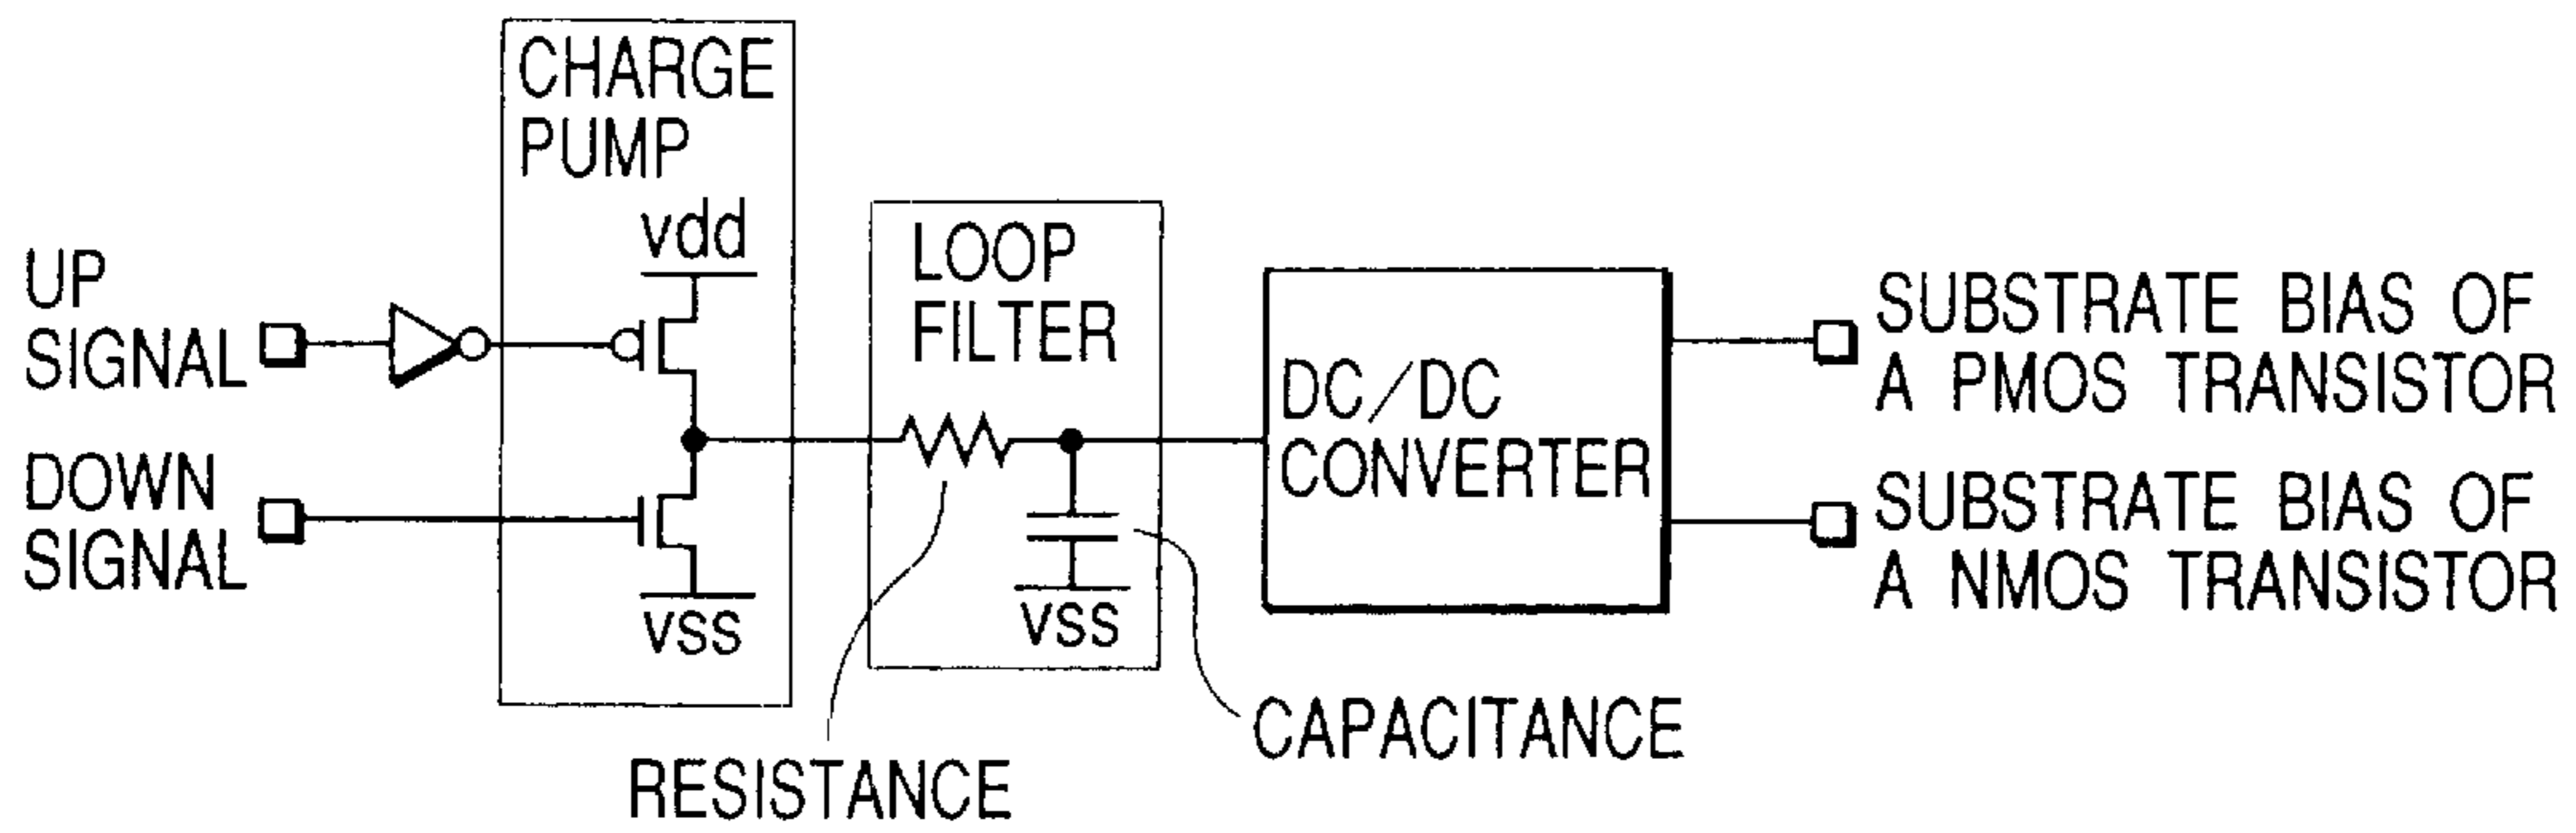 CHARGE
PUMP
vdd
UP
SIGNAL
DOWN
SIGNAL
vss
LOOP
FILTER
vss
DC/DC
CONVERTER
SUBSTRATE BIAS OF
A PMOS TRANSISTOR
SUBSTRATE BIAS OF
A NMOS TRANSISTOR
CAPACITANCE
RESISTANCE